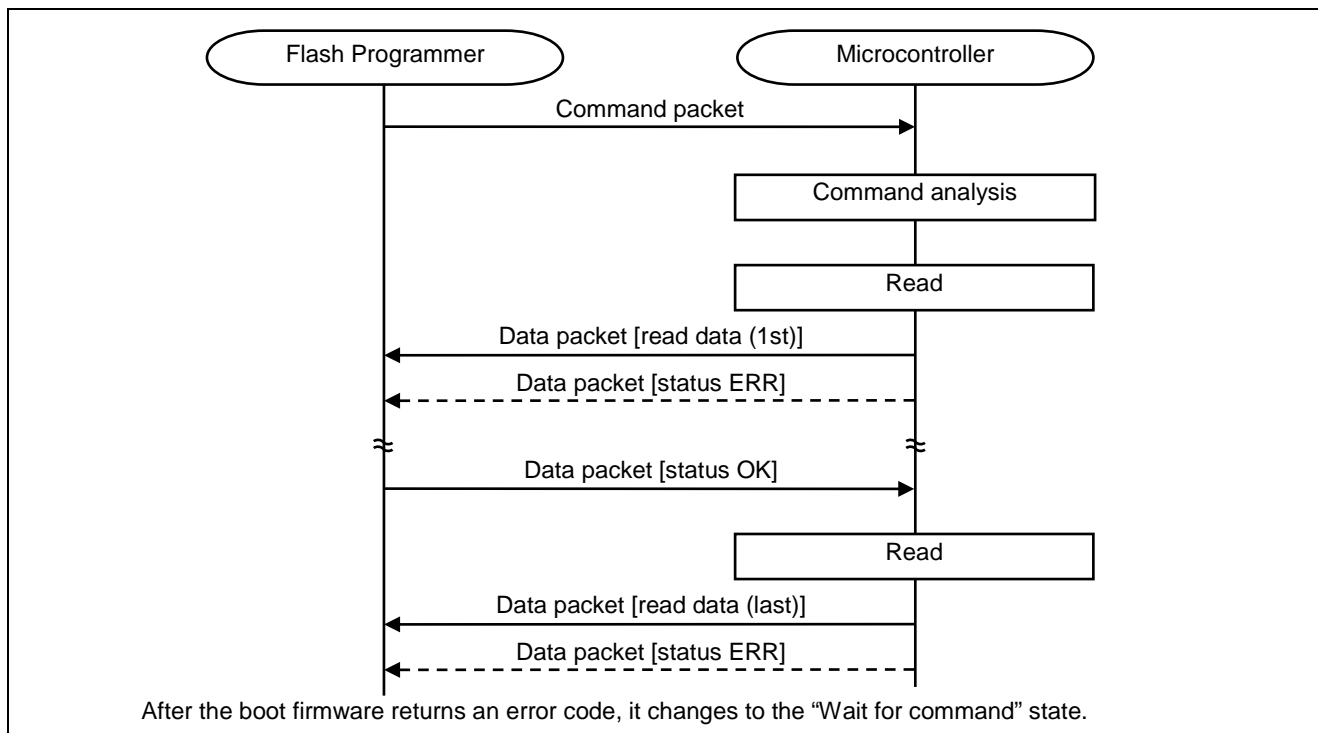 Flash Programmer
Microcontroller
Command packet
Command analysis
Read
Data packet [read data (1st)]
Data packet [status ERR]
Data packet [status OK]
Read
Data packet [read data (last)]
Data packet [status ERR]
After the boot firmware returns an error code, it changes to the “Wait for command” state.